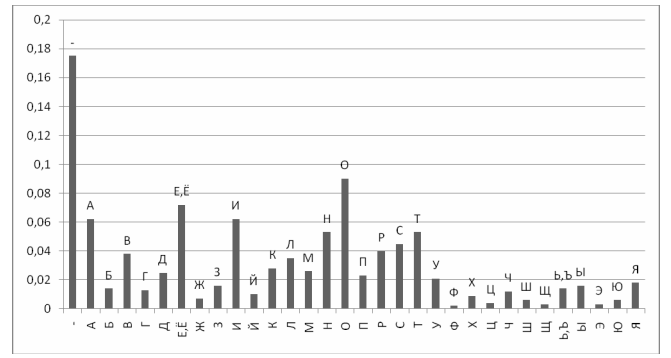 0,2
0,18
0,16
0,14
0,12
0,1
0,08
0,06
0,04
0,02
0
-
А
Б
В
Г
Д
Е,Ё
Ж
З
И
Й
К
Л
М
Н
О
П
Р
С
Т
У
Ф
Х
Ц
Ч
Ш
Щ
Ь,Ъ
Ы
Э
Ю
Я
- А Б В Г Д Е,Ё Ж З И Й К Л М Н О П Р С Т У Ф Х Ц Ч Ш Щ Ь,Ъ Ы Э Ю Я